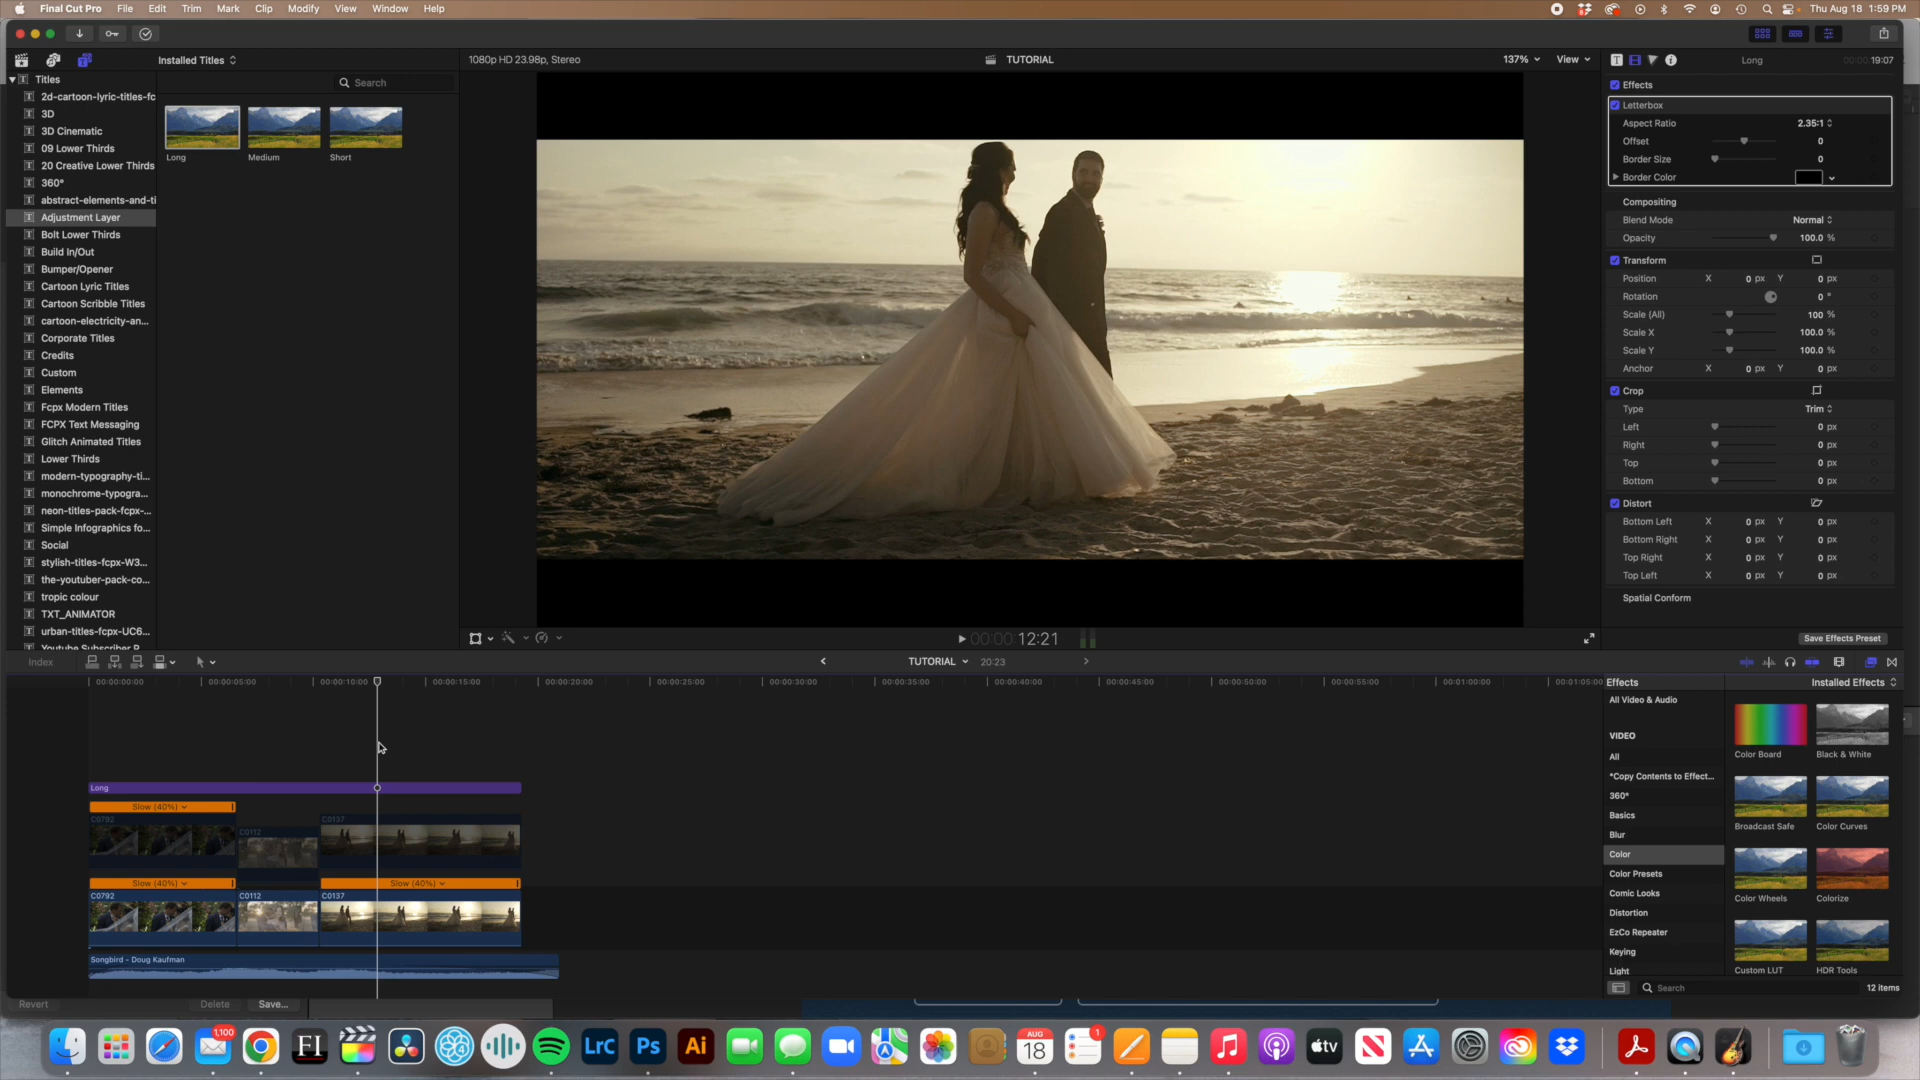 Final Cut Pro File Edit Trim Mark Clip Modify View Window Help
Thu Aug 18 1:59 PM
Installed Titles
1080p HD 23.98p, Stereo
TUTORIAL
137%
View
Long
00:00:19:07
Titles
Search
2d-cartoon-lyric-titles-fc
3D
3D Cinematic
09 Lower Thirds
20 Creative Lower Thirds
360°
abstract-elements-and-ti
Adjustment Layer
Bolt Lower Thirds
Build In/Out
Bumper/Opener
Cartoon Lyric Titles
Cartoon Scribble Titles
cartoon-electricity-an...
Corporate Titles
Credits
Custom
Elements
Fcpx Modern Titles
FCPX Text Messaging
Glitch Animated Titles
Lower Thirds
modern-typography-ti...
monochrome-typogra...
neon-titles-pack-fcpx-...
Simple Infographics fo...
Social
stylish-titles-fcpx-W3...
the-youtuber-pack-co...
tropic colour
TXT_ANIMATOR
urban-titles-fcpx-UC6...
Youtube Subscriber P
Long
Medium
Short
Effects
Letterbox
Aspect Ratio 2.35:1
Offset 0
Border Size 0
Border Color
Compositing
Blend Mode Normal
Opacity 100.0 %
Transform
Position X 0 px Y 0 px
Rotation 0 °
Scale (All) 100 %
Scale X 100.0 %
Scale Y 100.0 %
Anchor X 0 px Y 0 px
Crop
Type Trim
Left 0 px
Right 0 px
Top 0 px
Bottom 0 px
Distort
Bottom Left X 0 px Y 0 px
Bottom Right X 0 px Y 0 px
Top Right X 0 px Y 0 px
Top Left X 0 px Y 0 px
Spatial Conform
Save Effects Preset
00:00:12:21
Index
TUTORIAL
20:23
00:00:00:00 00:00:05:00 00:00:10:00 00:00:15:00 00:00:20:00 00:00:25:00 00:00:30:00 00:00:35:00 00:00:40:00 00:00:45:00 00:00:50:00 00:00:55:00 00:01:00:00 00:01:05:00
Long
Slow (40%)
C0792
C0112
C0137
Slow (40%)
Slow (40%)
C0792
C0112
C0137
Songbird - Doug Kaufman
Effects
Installed Effects
All Video & Audio
VIDEO
All
*Copy Contents to Effect...
360°
Basics
Blur
Color
Color Presets
Comic Looks
Distortion
EzCo Repeater
Keying
Light
Color Board
Black & White
Broadcast Safe
Color Curves
Color Wheels
Colorize
Custom LUT
HDR Tools
Search
12 items
Revert
Delete
Save...
1,100
FI
LrC
Ps
Ai
AUG
18
1
tv